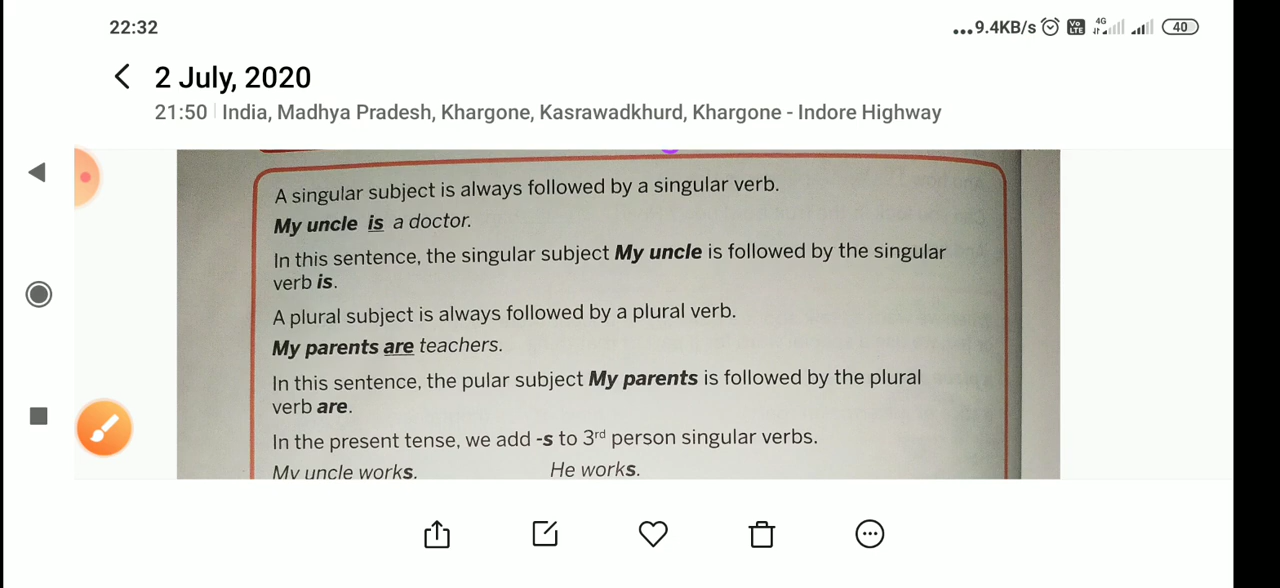 22:32
...9.4KB/s Vo LTE 4G 40
2 July, 2020
21:50 India, Madhya Pradesh, Khargone, Kasrawadkhurd, Khargone - Indore Highway
A singular subject is always followed by a singular verb.
My uncle is a doctor.
In this sentence, the singular subject My uncle is followed by the singular
verb is.
A plural subject is always followed by a plural verb.
My parents are teachers.
In this sentence, the pular subject My parents is followed by the plural
verb are.
In the present tense, we add -s to 3rd person singular verbs.
My uncle works. He works.